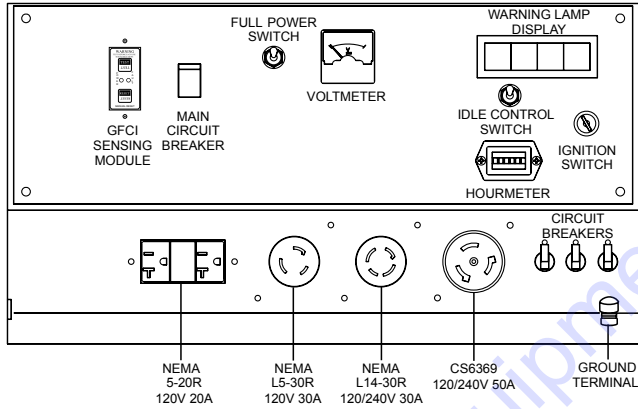 FULL POWER
SWITCH
WARNING LAMP
DISPLAY
WARNING
VOLTMETER
MAIN
CIRCUIT
BREAKER
GFCI
SENSING
MODULE
IDLE CONTROL
SWITCH
IGNITION
SWITCH
HOURMETER
CIRCUIT
BREAKERS
NEMA
5-20R
120V 20A
NEMA
L5-30R
120V 30A
NEMA
L14-30R
120/240V 30A
CS6369
120/240V 50A
GROUND
TERMINAL